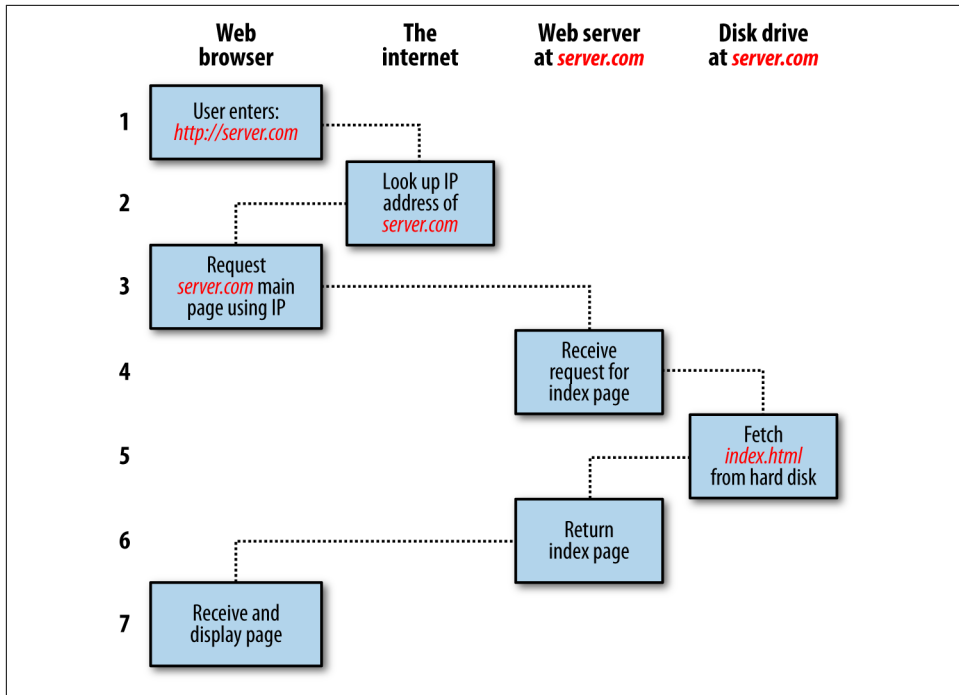 Web
browser
The
internet
Web server
at server.com
Disk drive
at server.com
1
User enters:
http://server.com
2
Look up IP
address of
server.com
3
Request
server.com main
page using IP
4
Receive
request for
index page
5
Fetch
index.html
from hard disk
6
Return
index page
7
Receive and
display page